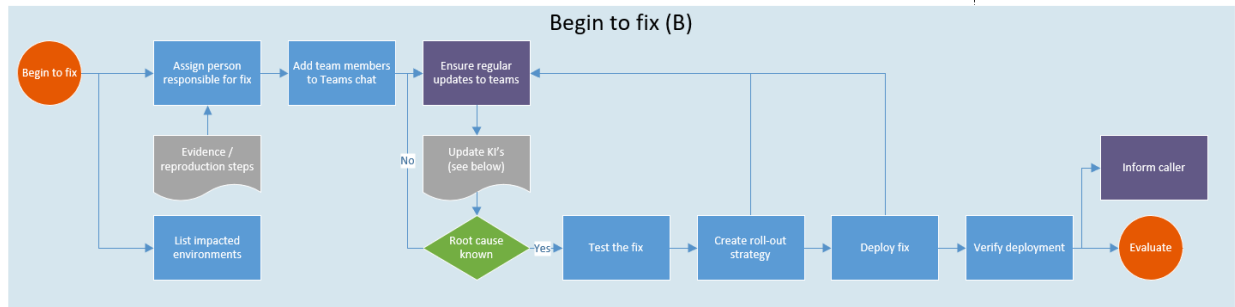 Begin to fix (B)
Begin to fix
Assign person
responsible for fix
Add team members
to Teams chat
Ensure regular
updates to teams
Evidence /
reproduction steps
No
Update KI's
(see below)
Inform caller
List impacted
environments
Root cause
known
Yes
Test the fix
Create roll-out
strategy
Deploy fix
Verify deployment
Evaluate